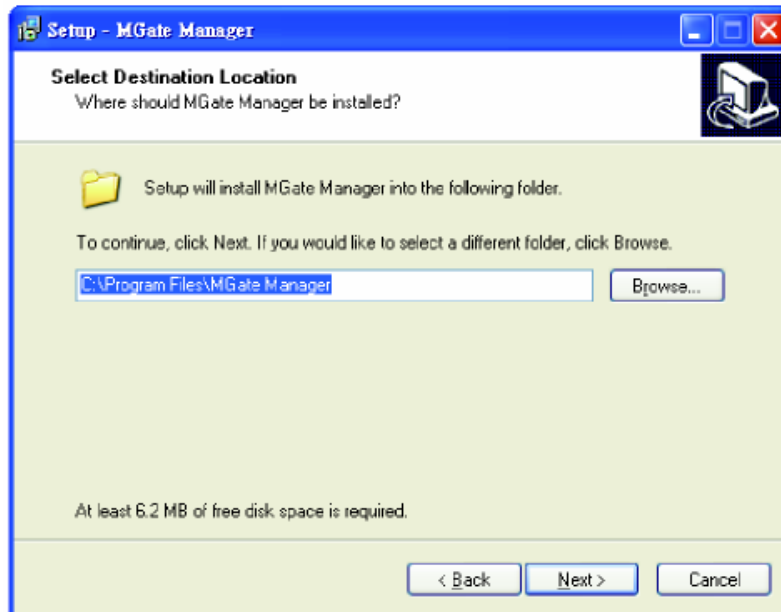 Setup - MGate Manager
Select Destination Location
Where should MGate Manager be installed?
Setup will install MGate Manager into the following folder.
To continue, click Next. If you would like to select a different folder, click Browse.
C:\Program Files\MGate Manager
Browse...
At least 6.2 MB of free disk space is required.
< Back
Next >
Cancel